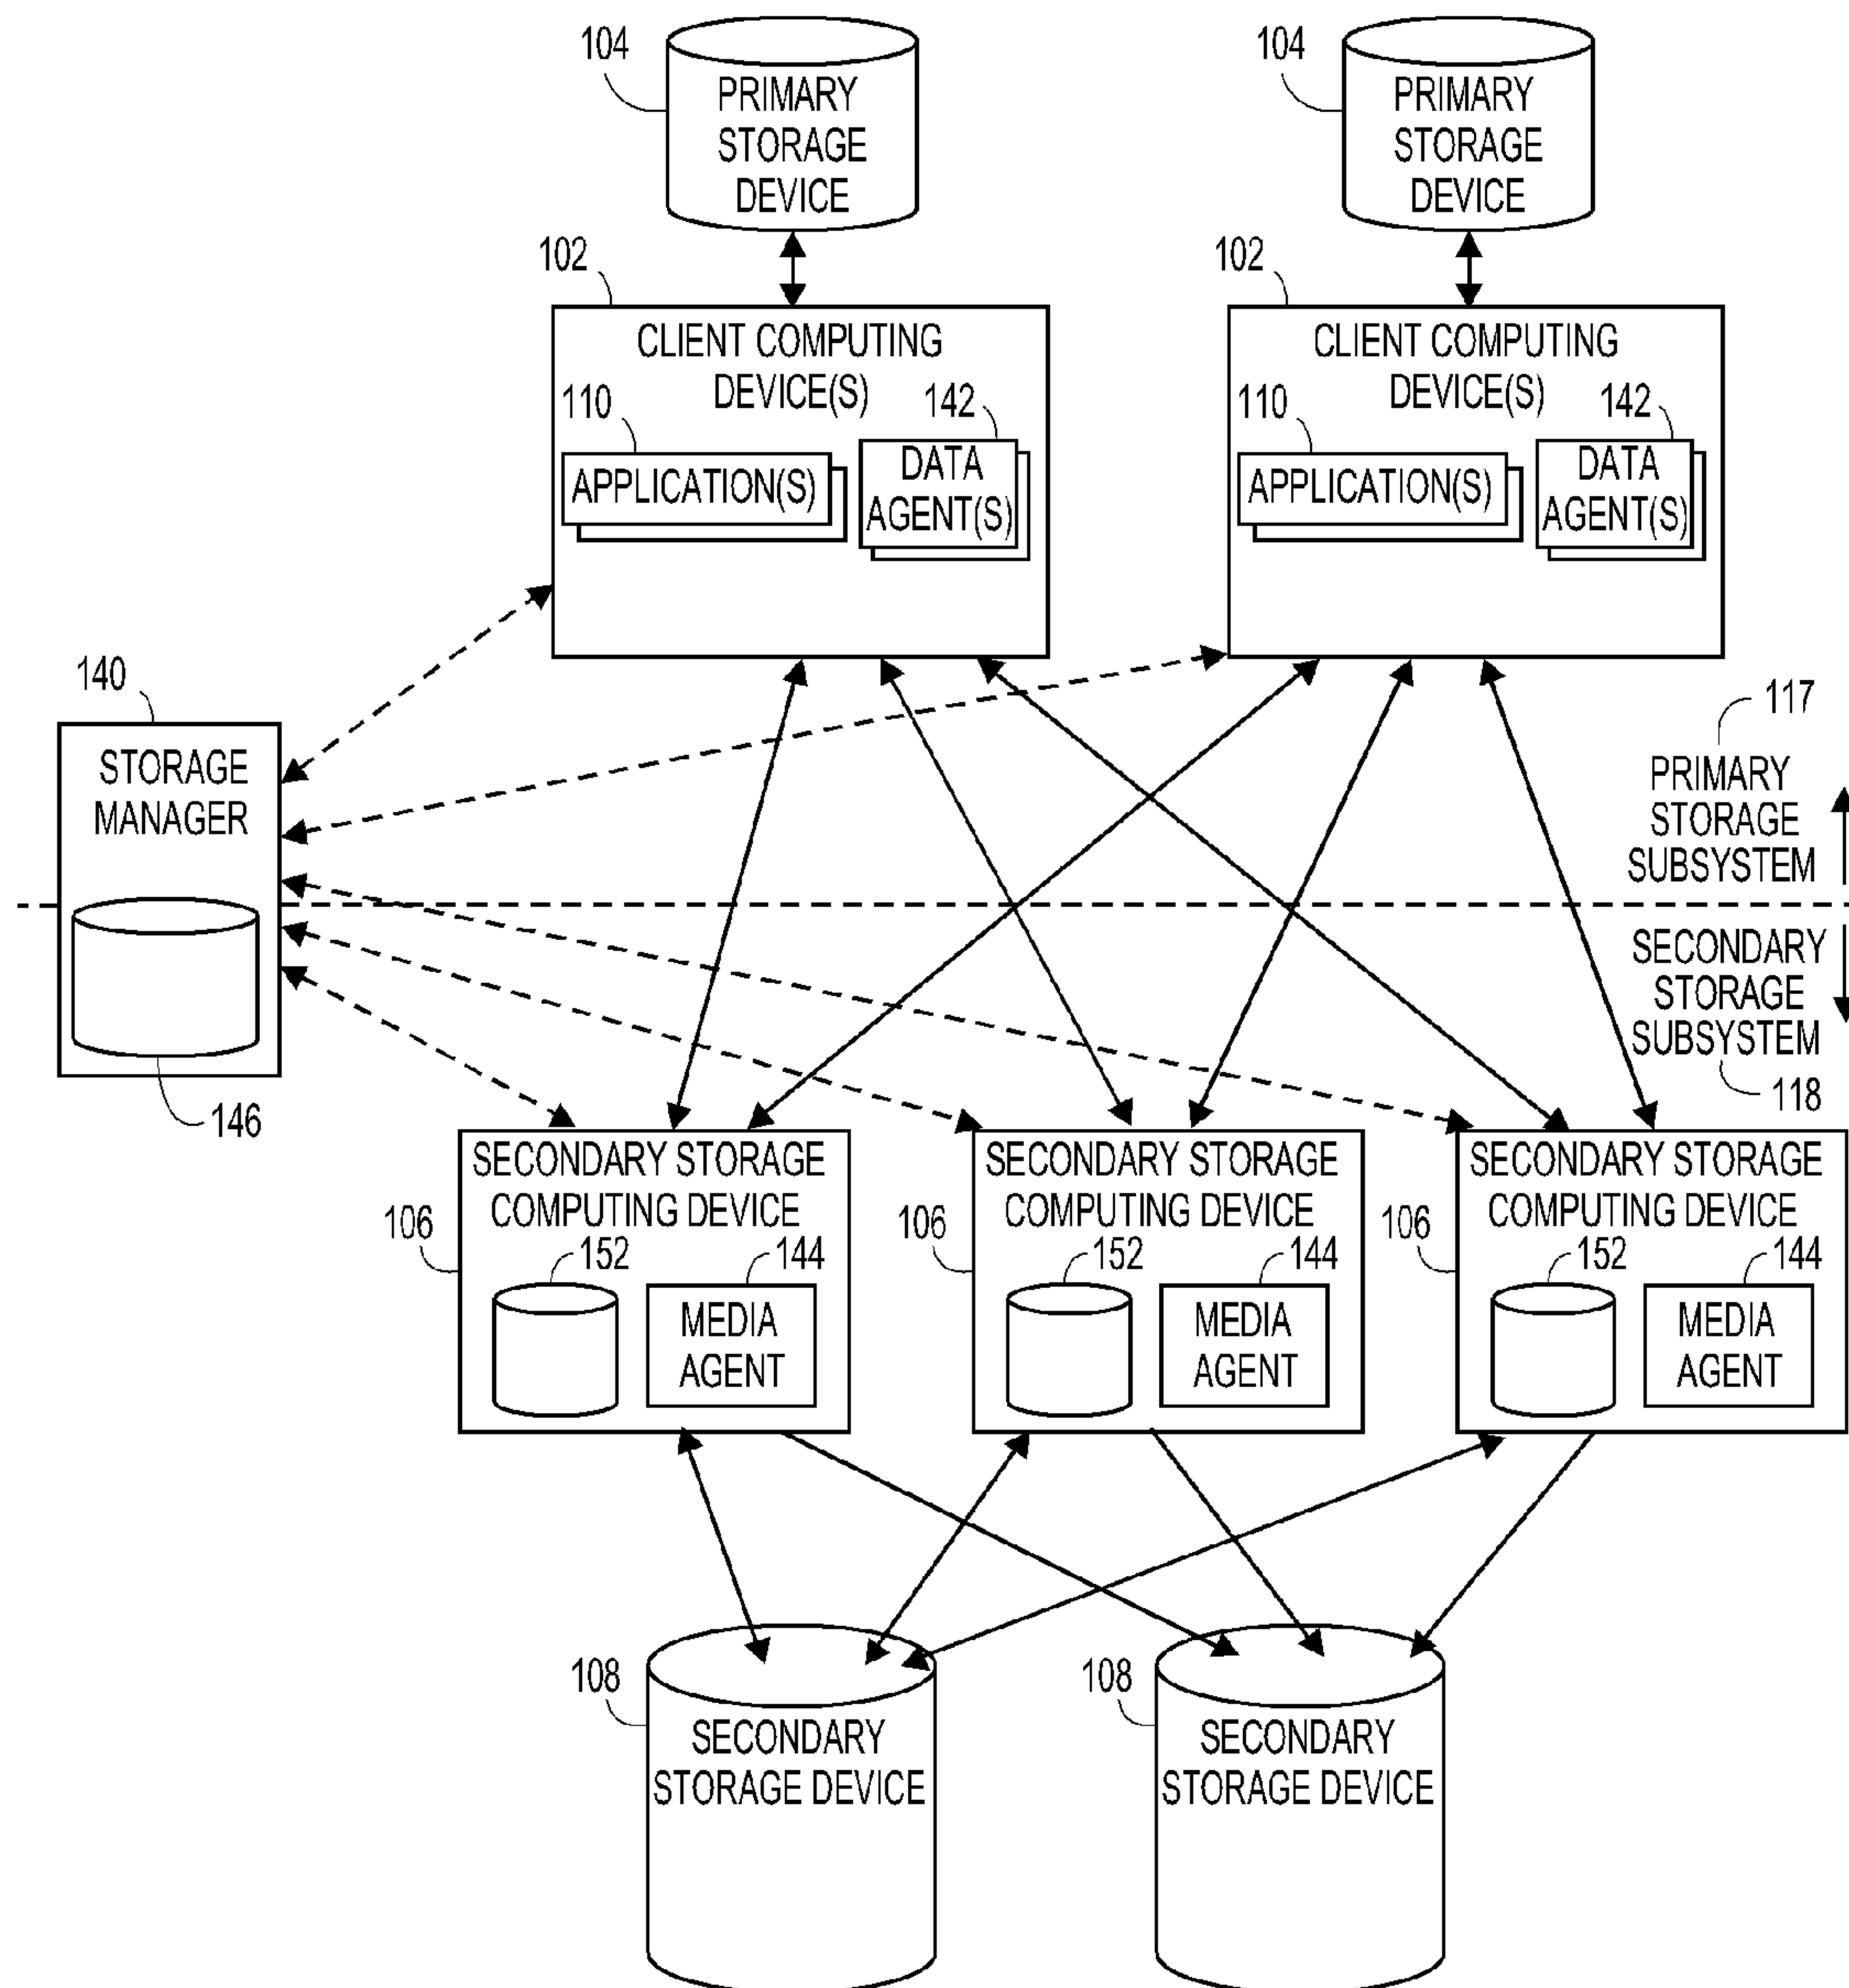 104
PRIMARY
STORAGE
DEVICE
104
PRIMARY
STORAGE
DEVICE
102
CLIENT COMPUTING
DEVICE(S)
110
142
APPLICATION(S)
DATA
AGENT(S)
102
CLIENT COMPUTING
DEVICE(S)
110
142
APPLICATION(S)
DATA
AGENT(S)
140
STORAGE
MANAGER
146
117
PRIMARY
STORAGE
SUBSYSTEM
SECONDARY
STORAGE
SUBSYSTEM
118
SECONDARY STORAGE
COMPUTING DEVICE
106
152
144
MEDIA
AGENT
SECONDARY STORAGE
COMPUTING DEVICE
106
152
144
MEDIA
AGENT
SECONDARY STORAGE
COMPUTING DEVICE
106
152
144
MEDIA
AGENT
108
SECONDARY
STORAGE DEVICE
108
SECONDARY
STORAGE DEVICE